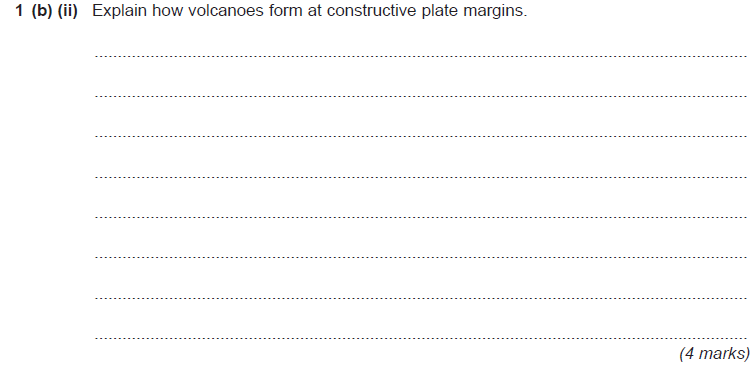 1 (b) (ii) Explain how volcanoes form at constructive plate margins.
(4 marks)